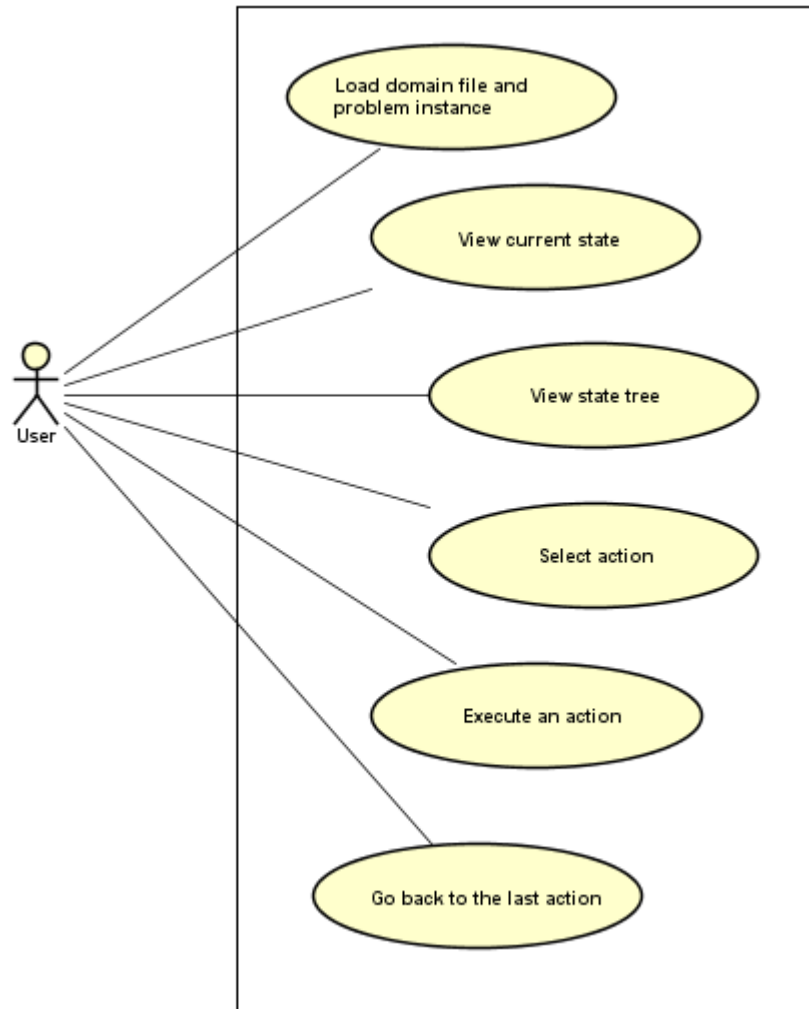 Load domain file and
problem instance
View current state
View state tree
User
Select action
Execute an action
Go back to the last action